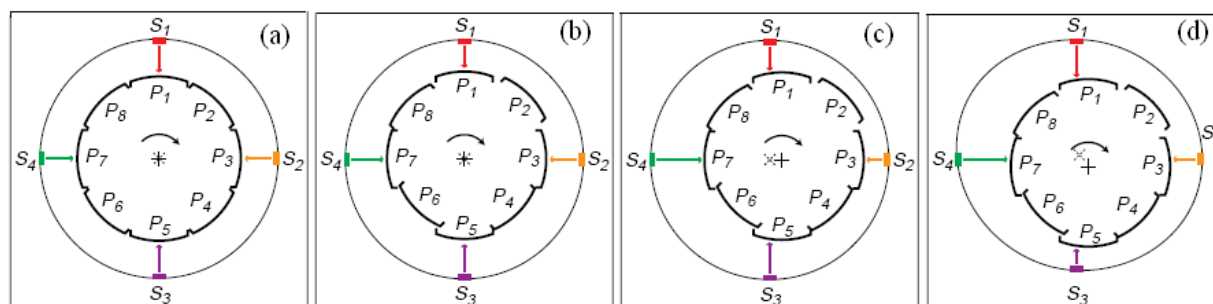 S1 (a)
P1
P8 P2
S4 P7 P3 S2
P6 P4
P5
S3
S1 (b)
P1
P8 P2
S4 P7 P3 S2
P6 P4
P5
S3
S1 (c)
P1
P8 P2
S4 P7 P3 S2
P6 P4
P5
S3
S1 (d)
P1
P8 P2
S4 P7 P3 S
P6 P4
P5
S3